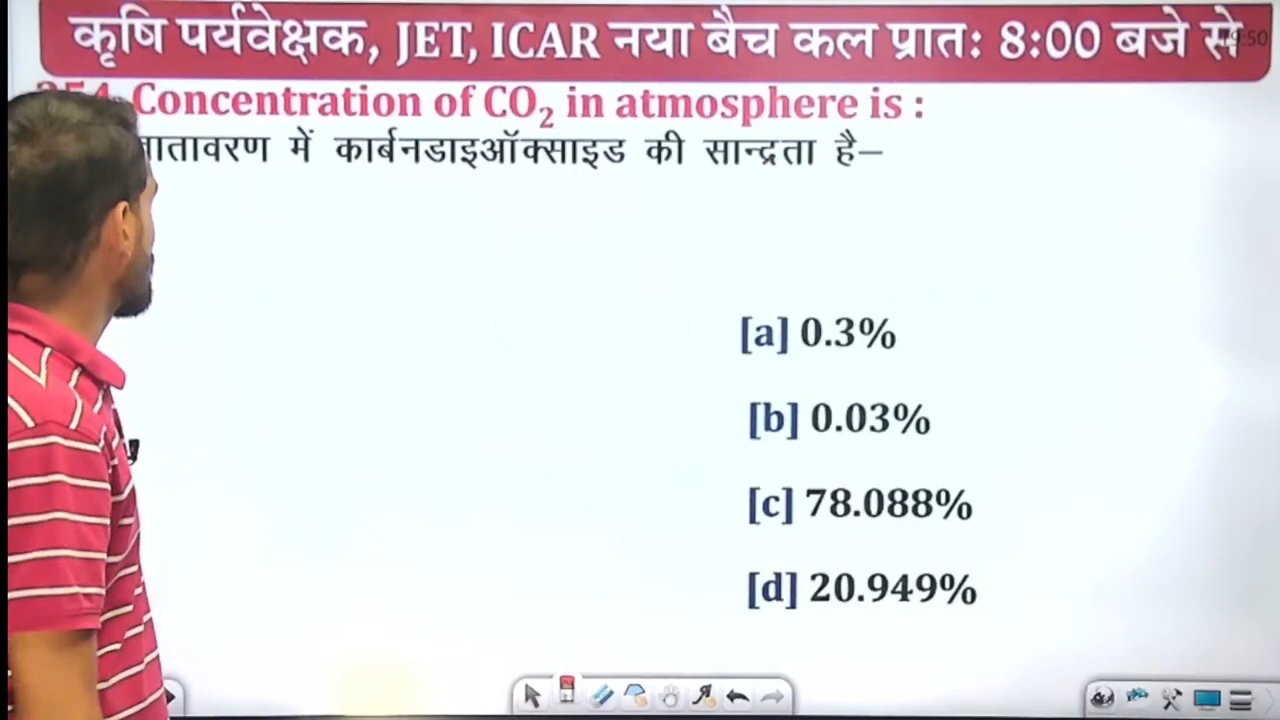 कृषि पर्यवेक्षक, JET, ICAR नया बैच कल प्रातः 8:00 बजे से
Concentration of CO₂ in atmosphere is :
में कार्बनडाइऑक्साइड की सान्द्रता है–
[a] 0.3%
[b] 0.03%
[c] 78.088%
[d] 20.949%